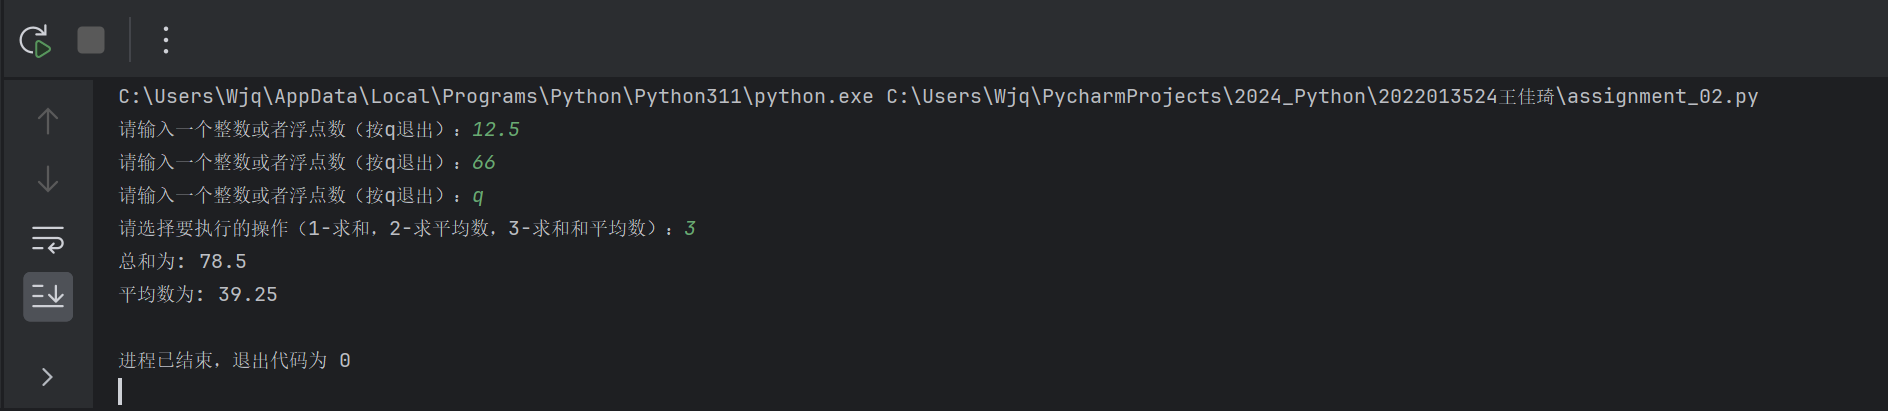 C:\Users\Wjq\AppData\Local\Programs\Python\Python311\python.exe C:\Users\Wjq\PycharmProjects\2024_Python\2022013524王佳琦\assignment_02.py
请输入一个整数或者浮点数（按q退出）：12.5
请输入一个整数或者浮点数（按q退出）：66
请输入一个整数或者浮点数（按q退出）：q
请选择要执行的操作（1-求和，2-求平均数，3-求和和平均数）：3
总和为: 78.5
平均数为: 39.25
进程已结束，退出代码为 0